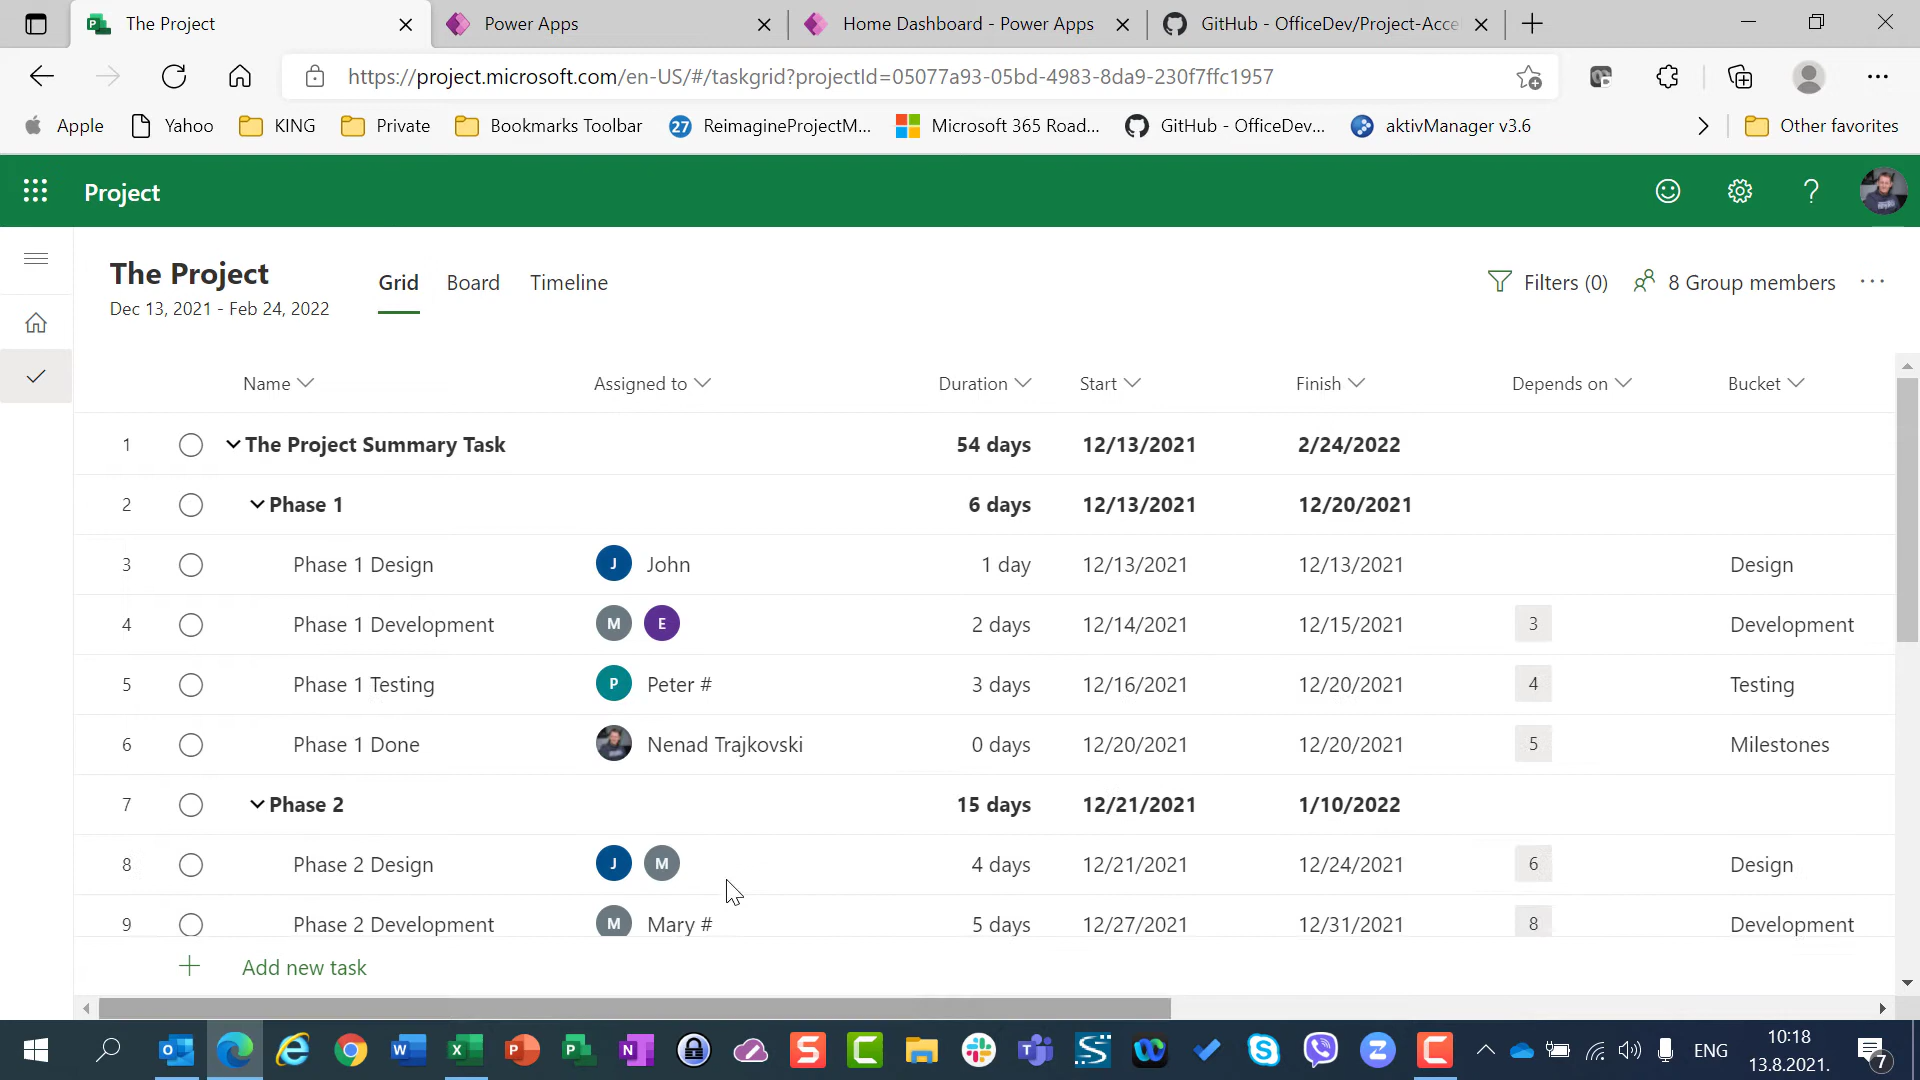 The Project
Power Apps
Home Dashboard - Power Apps
GitHub - OfficeDev/Project-Acce
https://project.microsoft.com/en-US/#/taskgrid?projectId=05077a93-05bd-4983-8da9-230f7ffc1957
Apple Yahoo KING Private Bookmarks Toolbar 27 ReimagineProjectM... Microsoft 365 Road... GitHub - OfficeDev... aktivManager v3.6 Other favorites
Project
The Project
Dec 13, 2021 - Feb 24, 2022
Grid Board Timeline
Filters (0) 8 Group members
Name Assigned to Duration Start Finish Depends on Bucket
1 The Project Summary Task 54 days 12/13/2021 2/24/2022
2 Phase 1 6 days 12/13/2021 12/20/2021
3 Phase 1 Design J John 1 day 12/13/2021 12/13/2021 Design
4 Phase 1 Development M E 2 days 12/14/2021 12/15/2021 3 Development
5 Phase 1 Testing P Peter # 3 days 12/16/2021 12/20/2021 4 Testing
6 Phase 1 Done Nenad Trajkovski 0 days 12/20/2021 12/20/2021 5 Milestones
7 Phase 2 15 days 12/21/2021 1/10/2022
8 Phase 2 Design J M 4 days 12/21/2021 12/24/2021 6 Design
9 Phase 2 Development M Mary # 5 days 12/27/2021 12/31/2021 8 Development
Add new task
ENG
10:18
13.8.2021.
7